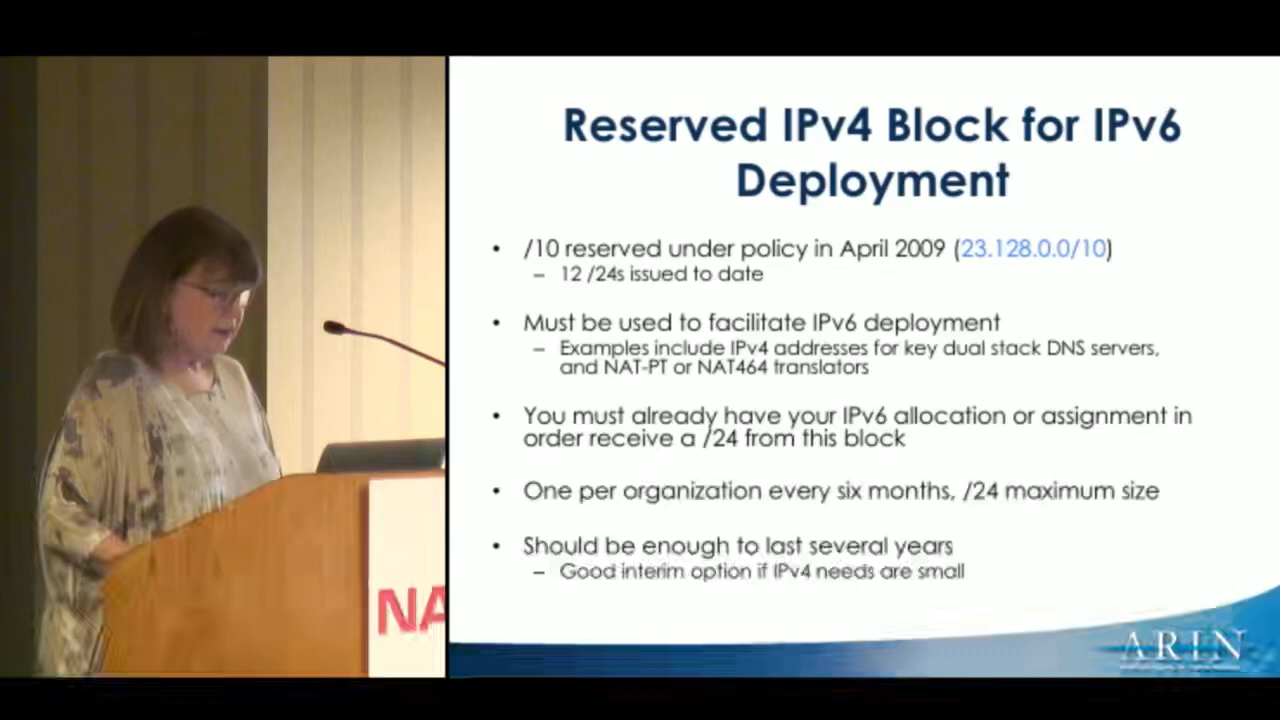 Reserved IPv4 Block for IPv6
Deployment
• /10 reserved under policy in April 2009 (23.128.0.0/10)
– 12 /24s issued to date
• Must be used to facilitate IPv6 deployment
– Examples include IPv4 addresses for key dual stack DNS servers,
and NAT-PT or NAT464 translators
• You must already have your IPv6 allocation or assignment in
order receive a /24 from this block
• One per organization every six months, /24 maximum size
• Should be enough to last several years
– Good interim option if IPv4 needs are small
NA
ARIN